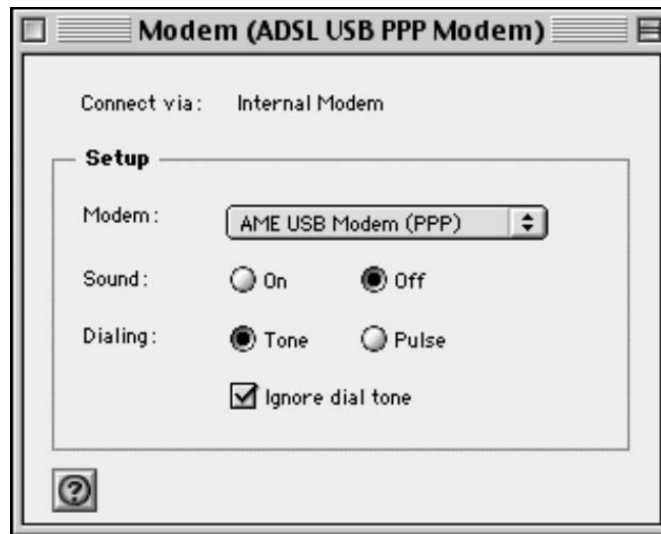 Modem (ADSL USB PPP Modem)
Connect via: Internal Modem
Setup
Modem: AME USB Modem (PPP)
Sound: On Off
Dialing: Tone Pulse
Ignore dial tone
?